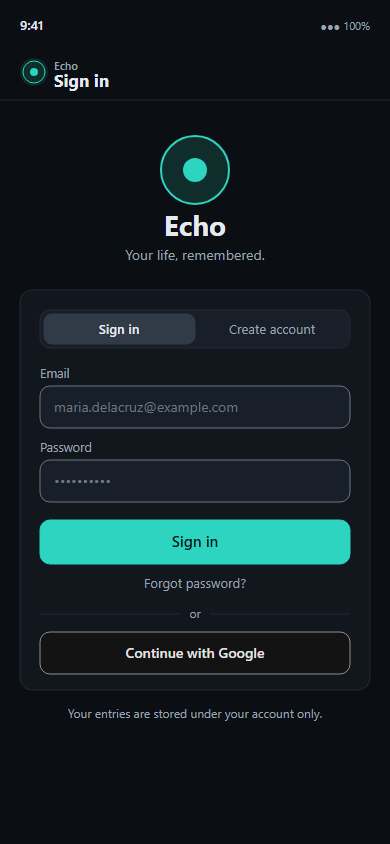 9:41
100%
Echo
Sign in
Echo
Your life, remembered.
Sign in
Create account
Email
maria.delacruz@example.com
Password
••••••••••
Sign in
Forgot password?
or
Continue with Google
Your entries are stored under your account only.